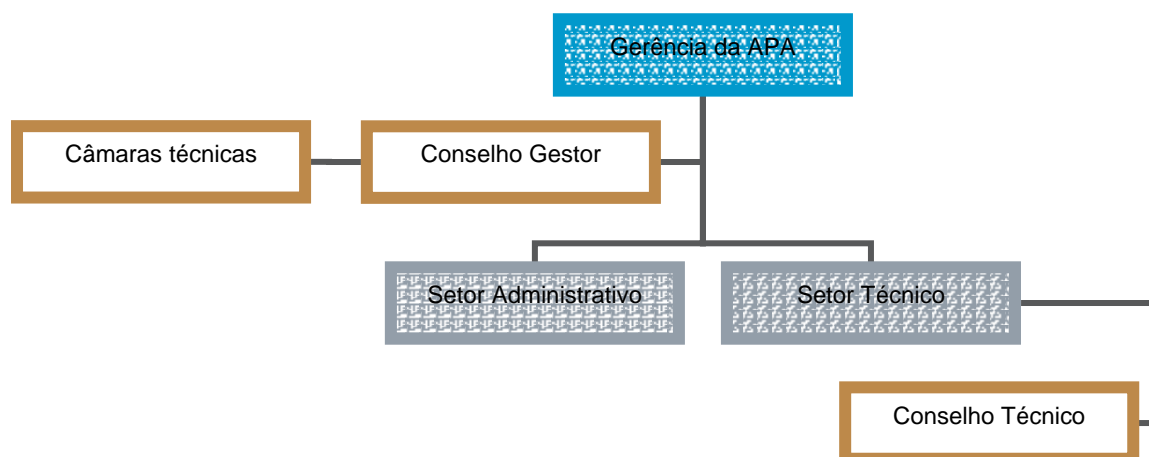 Gerência da APA
Câmaras técnicas
Conselho Gestor
Setor Administrativo
Setor Técnico
Conselho Técnico